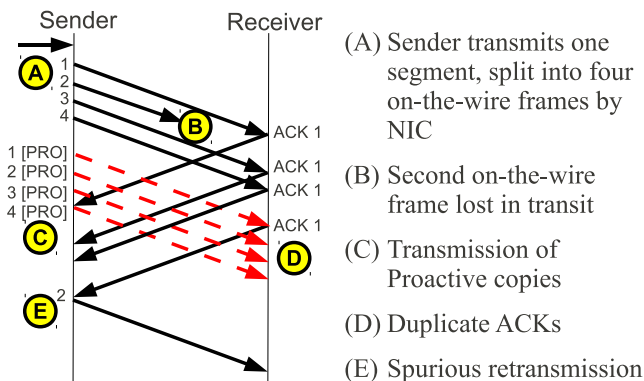 Sender
Receiver
A
1
2
3
4
B
ACK 1
ACK 1
ACK 1
1 [PRO]
2 [PRO]
3 [PRO]
4 [PRO]
ACK 1
C
D
E
2
(A) Sender transmits one
segment, split into four
on-the-wire frames by
NIC
(B) Second on-the-wire
frame lost in transit
(C) Transmission of
Proactive copies
(D) Duplicate ACKs
(E) Spurious retransmission